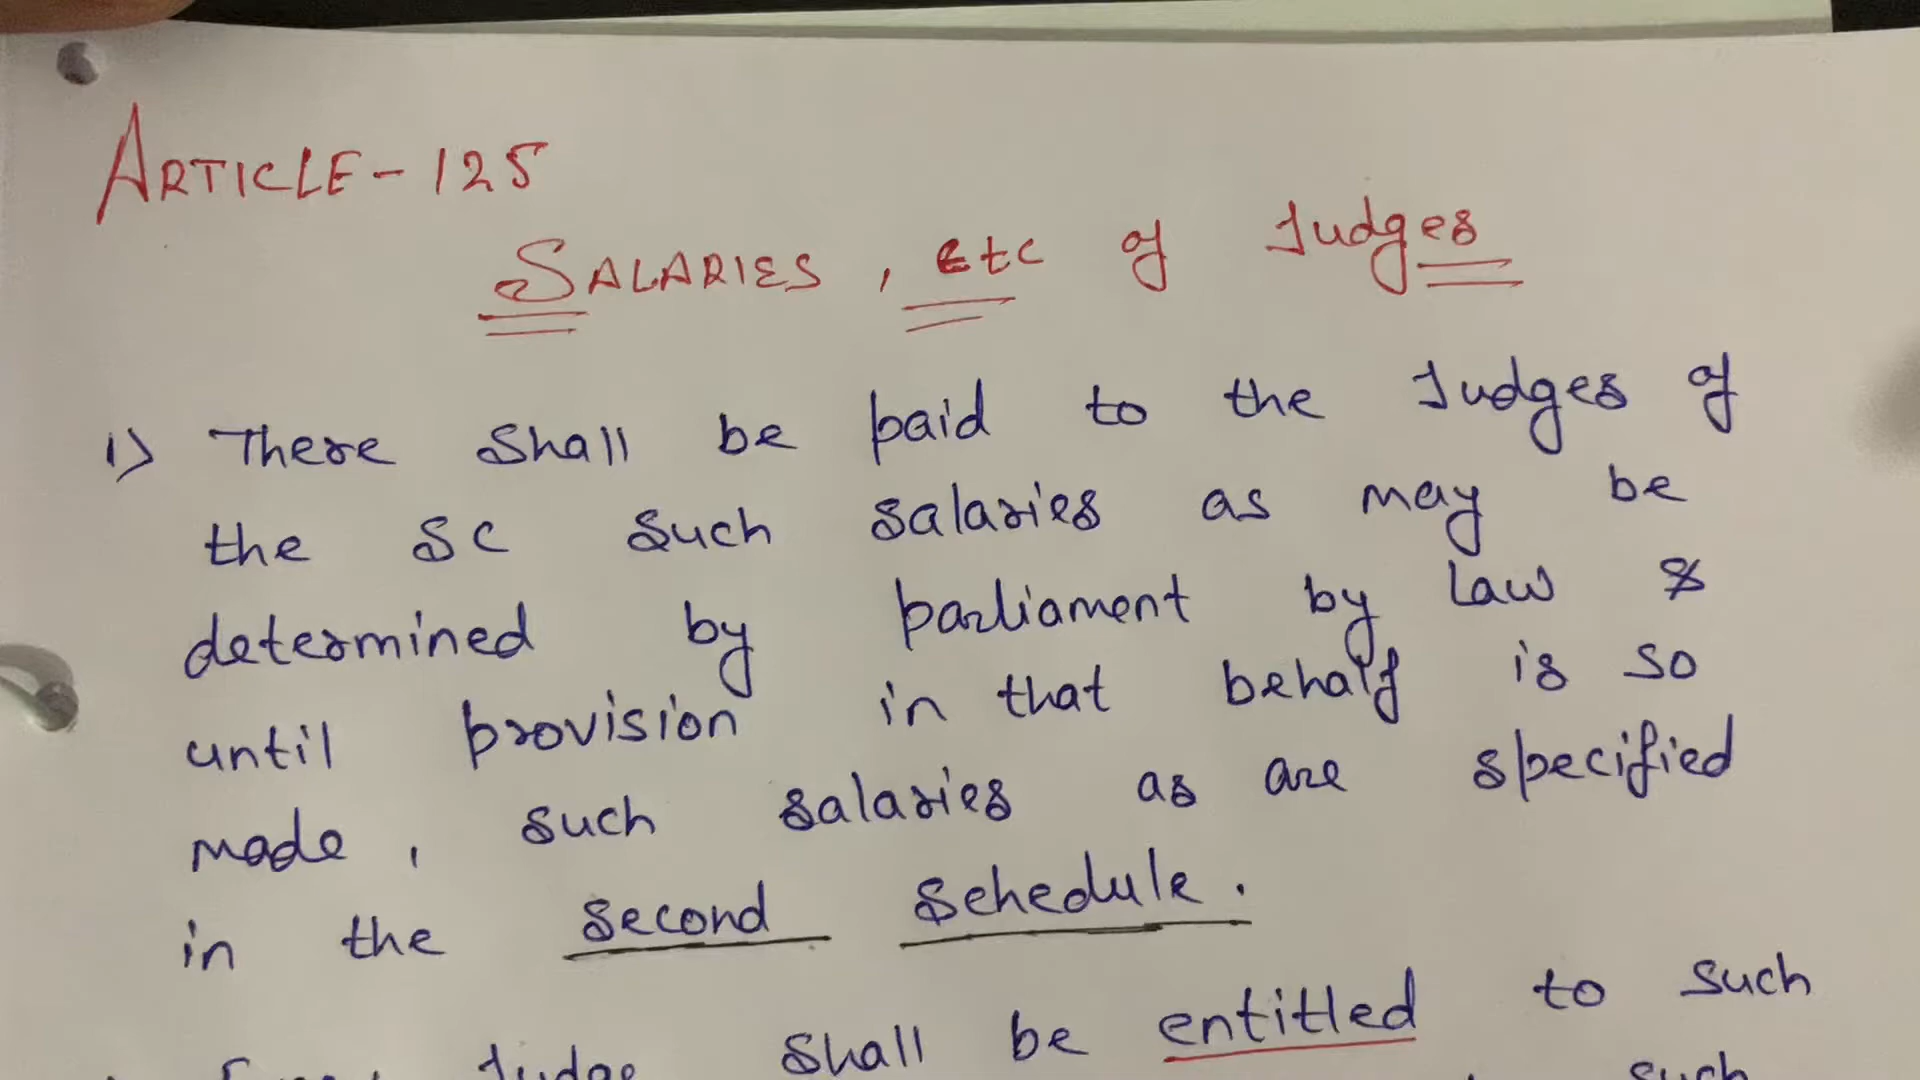 ARTICLE - 125
SALARIES, Etc of Judges
1) There shall be paid to the Judges of
the SC such salaries as may be
determined by parliament by Law &
until provision in that behalf is so
made, such salaries as are specified
in the Second Schedule.
Judge shall be entitled to such
such